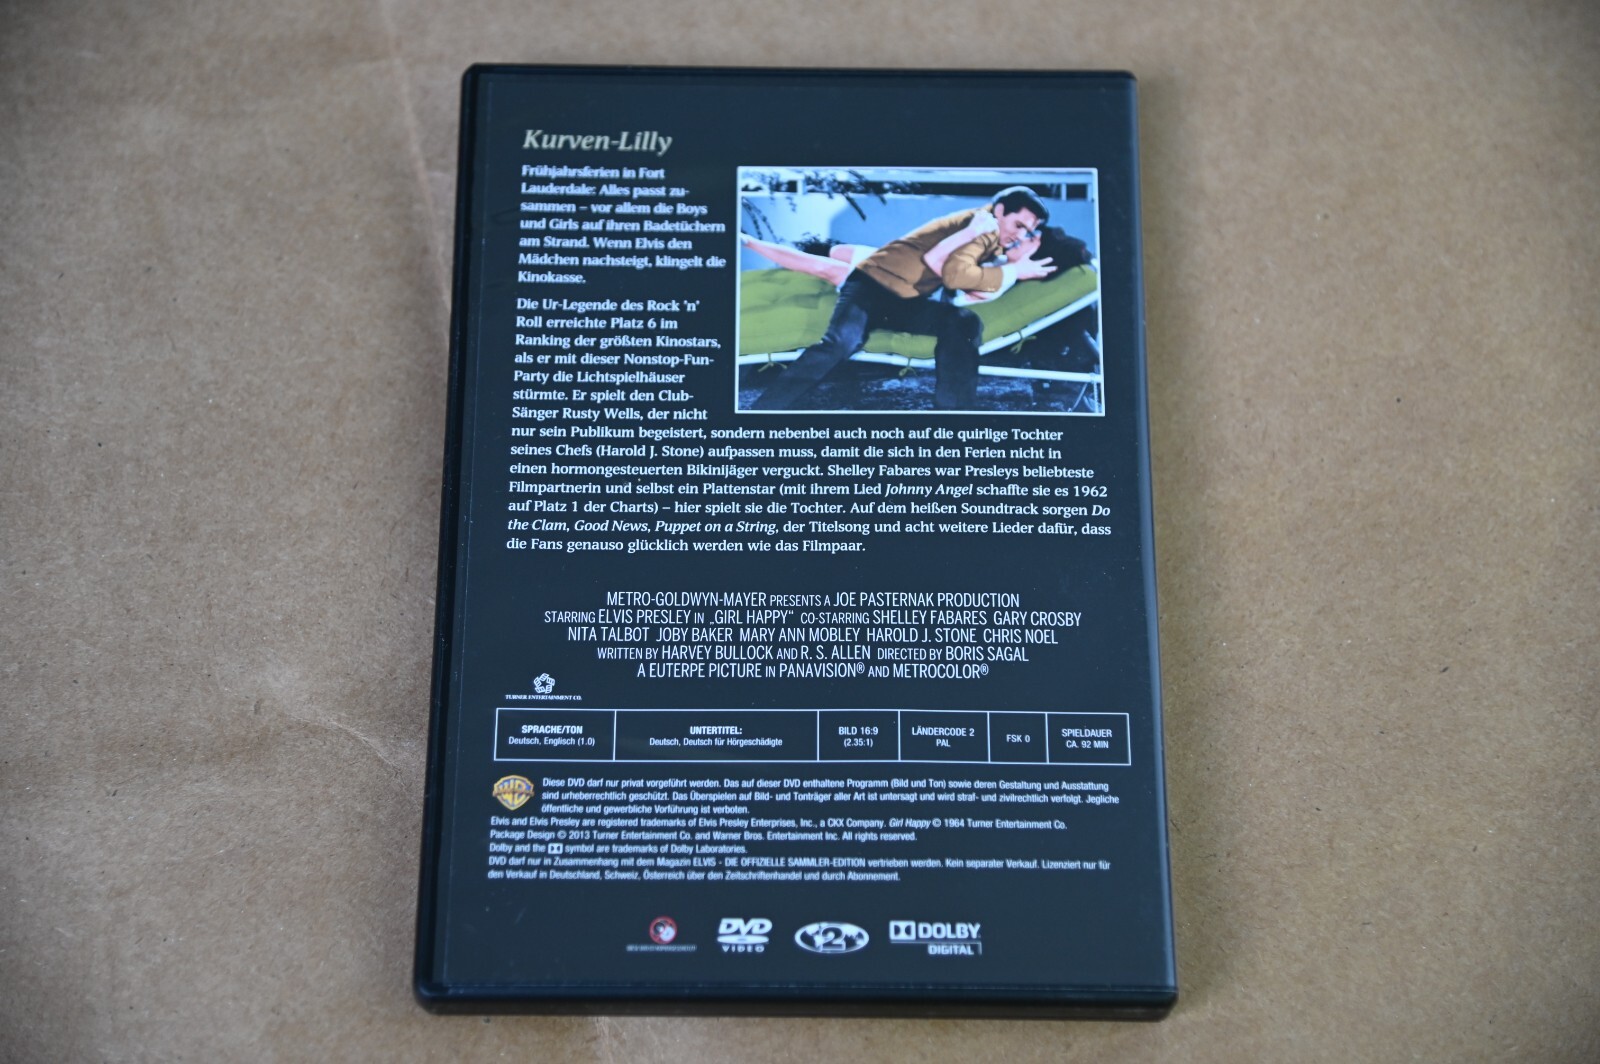 Kurven-Lilly
Frühjahrsferien in Fort
Lauderdale: Alles passt zu-
sammen – vor allem die Boys
und Girls auf ihren Badetüchern
am Strand. Wenn Elvis den
Mädchen nachsteigt, klingelt die
Kinokasse.
Die Ur-Legende des Rock 'n'
Roll erreichte Platz 6 im
Ranking der größten Kinostars,
als er mit dieser Nonstop-Fun-
Party die Lichtspielhäuser
stürmte. Er spielt den Club-
Sänger Rusty Wells, der nicht
nur sein Publikum begeistert, sondern nebenbei auch noch auf die quirlige Tochter
seines Chefs (Harold J. Stone) aufpassen muss, damit die sich in den Ferien nicht in
einen hormongesteuerten Bikinijäger verguckt. Shelley Fabares war Presleys beliebteste
Filmpartnerin und selbst ein Plattenstar (mit ihrem Lied Johnny Angel schaffte sie es 1962
auf Platz 1 der Charts) – hier spielt sie die Tochter. Auf dem heißen Soundtrack sorgen Do
the Clam, Good News, Puppet on a String, der Titelsong und acht weitere Lieder dafür, dass
die Fans genauso glücklich werden wie das Filmpaar.
METRO-GOLDWYN-MAYER PRESENTS A JOE PASTERNAK PRODUCTION
STARRING ELVIS PRESLEY IN „GIRL HAPPY“ CO-STARRING SHELLEY FABARES GARY CROSBY
NITA TALBOT JOBY BAKER MARY ANN MOBLEY HAROLD J. STONE CHRIS NOEL
WRITTEN BY HARVEY BULLOCK AND R. S. ALLEN DIRECTED BY BORIS SAGAL
A EUTERPE PICTURE IN PANAVISION® AND METROCOLOR®
TURNER ENTERTAINMENT CO.
SPRACHE/TON
Deutsch, Englisch (1.0)
UNTERTITEL:
Deutsch, Deutsch für Hörgeschädigte
BILD 16:9
(2.35:1)
LÄNDERCODE 2
PAL
FSK 0
SPIELDAUER
CA. 92 MIN
WB
Diese DVD darf nur privat vorgeführt werden. Das auf dieser DVD enthaltene Programm (Bild und Ton) sowie deren Gestaltung und Ausstattung
sind urheberrechtlich geschützt. Das Überspielen auf Bild- und Tonträger aller Art ist untersagt und wird straf- und zivilrechtlich verfolgt. Jegliche
öffentliche und gewerbliche Vorführung ist verboten.
Elvis and Elvis Presley are registered trademarks of Elvis Presley Enterprises, Inc., a CKX Company. Girl Happy © 1964 Turner Entertainment Co.
Package Design © 2013 Turner Entertainment Co. and Warner Bros. Entertainment Inc. All rights reserved.
Dolby and the symbol are trademarks of Dolby Laboratories.
DVD darf nur in Zusammenhang mit dem Magazin ELVIS - DIE OFFIZIELLE SAMMLER-EDITION vertrieben werden. Kein separater Verkauf. Lizenziert nur für
den Verkauf in Deutschland, Schweiz, Österreich über den Zeitschriftenhandel und durch Abonnement.
DVD
VIDEO
2
DOLBY
DIGITAL